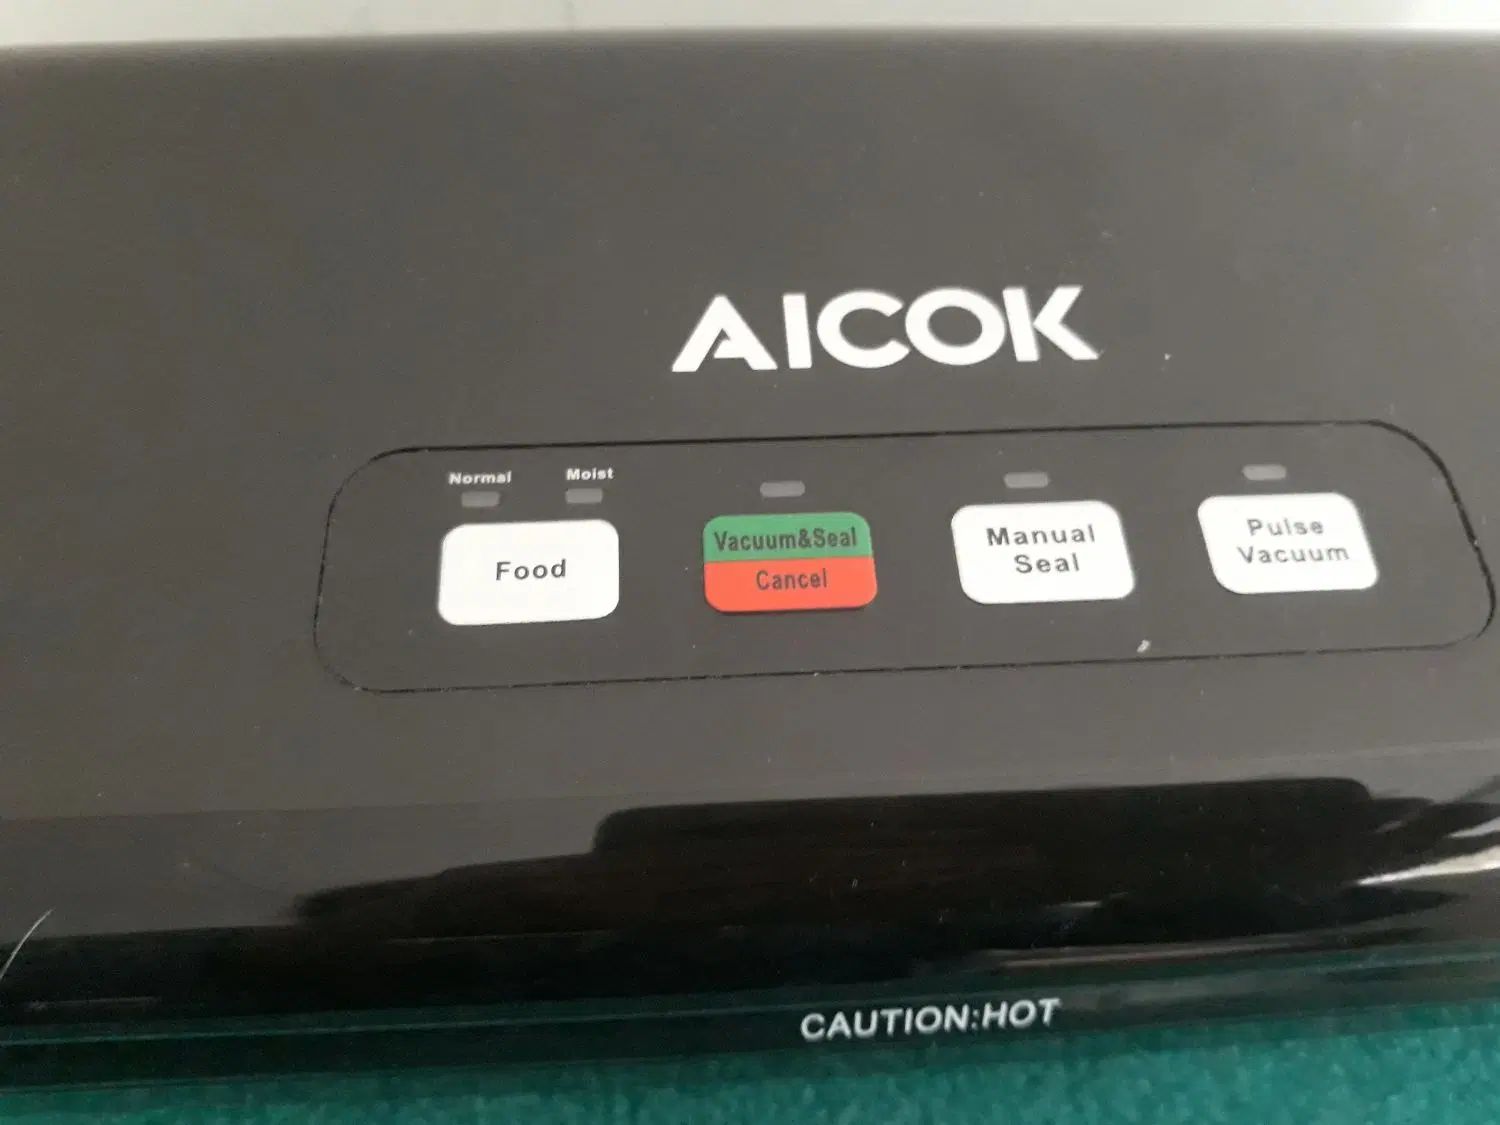 AICOK
Normal Moist
Food
Vacuum&Seal
Cancel
Manual
Seal
Pulse
Vacuum
CAUTION:HOT